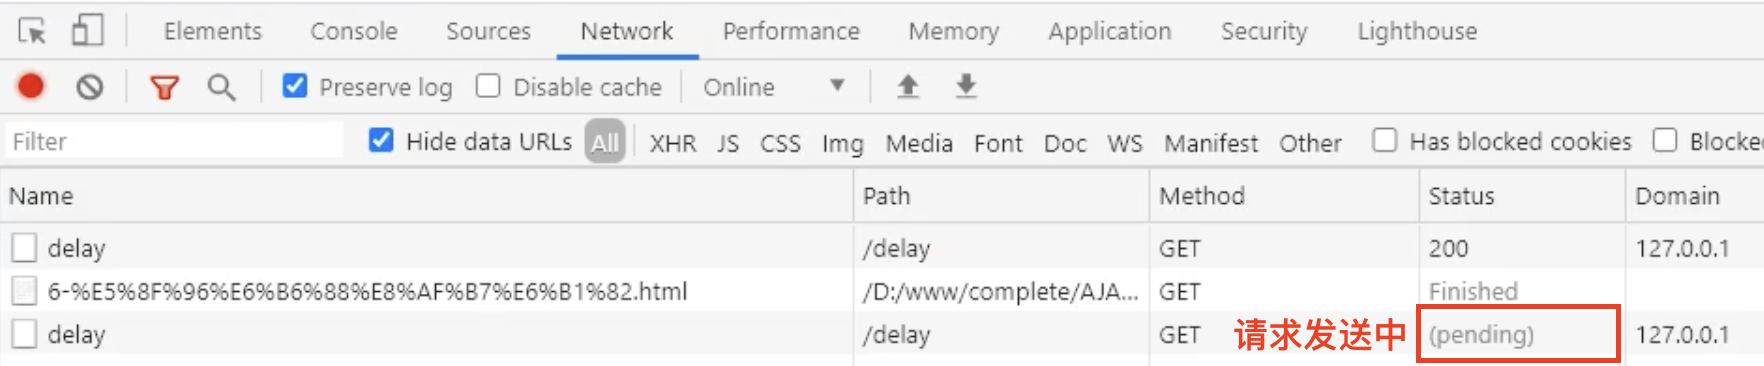 Elements Console Sources Network Performance Memory Application Security Lighthouse
Preserve log Disable cache Online
Filter Hide data URLs All XHR JS CSS Img Media Font Doc WS Manifest Other Has blocked cookies Blocke
Name Path Method Status Domain
delay /delay GET 200 127.0.0.1
6-%E5%8F%96%E6%B6%88%E8%AF%B7%E6%B1%82.html /D:/www/complete/AJA... GET Finished
delay /delay GET 请求发送中 (pending) 127.0.0.1